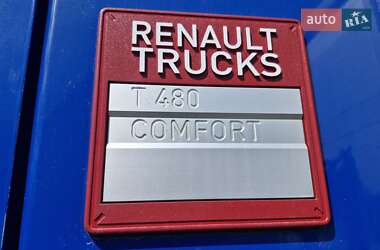 auto RIA
RENAULT
TRUCKS
T 480
COMFORT